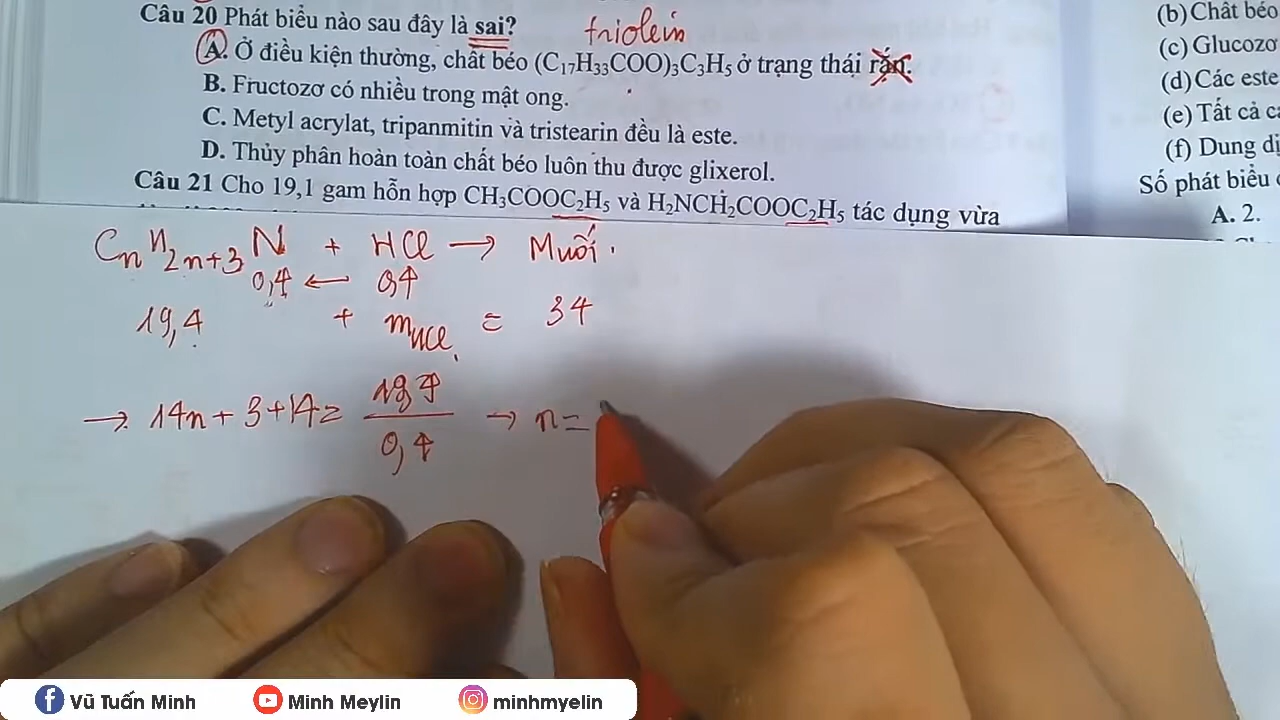 Câu 20 Phát biểu nào sau đây là sai?
triolein
A. Ở điều kiện thường, chất béo (C17H33COO)3C3H5 ở trạng thái rắn.
B. Fructozơ có nhiều trong mật ong.
C. Metyl acrylat, tripanmitin và tristearin đều là este.
D. Thủy phân hoàn toàn chất béo luôn thu được glixerol.
Câu 21 Cho 19,1 gam hỗn hợp CH3COOC2H5 và H2NCH2COOC2H5 tác dụng vừa
(b) Chất béo
(c) Glucozơ
(d) Các este
(e) Tất cả
(f) Dung
Số phát biểu
A. 2.
CnH2n+3N + HCl → Muối.
0,4 ← 0,4
19,4 + mHCl = 34
→ 14n + 3 + 14 = 19,4 / 0,4 → n =
Vũ Tuấn Minh
Minh Meylin
minhmyelin